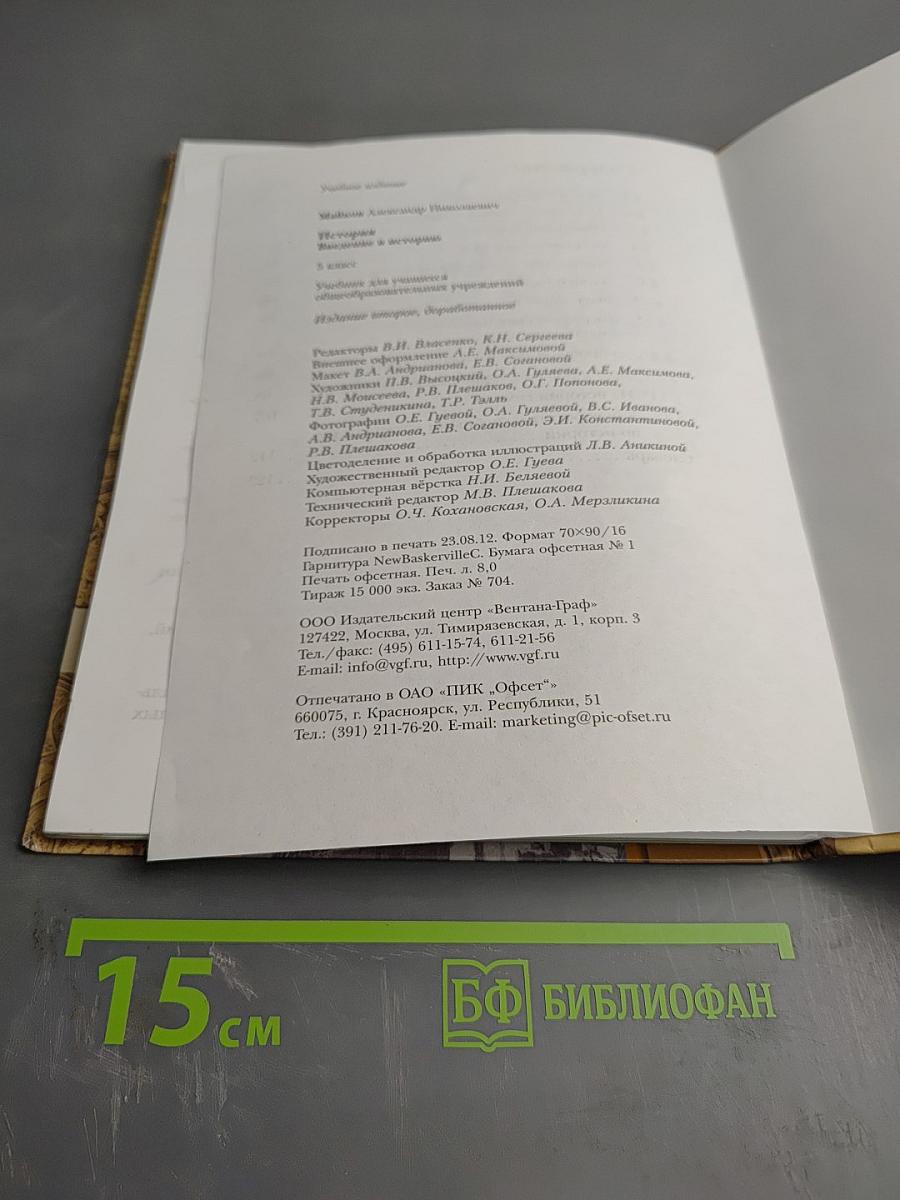 Учебное издание
Майков Александр Николаевич
История
Введение в историю
5 класс
Учебник для учащихся
общеобразовательных учреждений
Издание второе, доработанное
Редакторы В.И. Власенко, К.Н. Сергеева
Внешнее оформление А.Е. Максимовой
Макет В.А. Андрианова, Е.В. Согановой
Художники П.В. Высоцкий, О.А. Гуляева, А.Е. Максимова,
Н.В. Моисеева, Р.В. Плешаков, О.Г. Попонова,
Т.В. Студеникина, Т.Р. Тэлль
Фотографии О.Е. Гуевой, О.А. Гуляевой, В.С. Иванова,
А.В. Андрианова, Е.В. Согановой, Э.И. Константиновой,
Р.В. Плешакова
Цветоделение и обработка иллюстраций Л.В. Аникиной
Художественный редактор О.Е. Гуева
Компьютерная вёрстка Н.И. Беляевой
Технический редактор М.В. Плешакова
Корректоры О.Ч. Кохановская, О.А. Мерзликина
Подписано в печать 23.08.12. Формат 70×90/16
Гарнитура NewBaskervilleC. Бумага офсетная № 1
Печать офсетная. Печ. л. 8,0
Тираж 15 000 экз. Заказ № 704.
ООО Издательский центр «Вентана-Граф»
127422, Москва, ул. Тимирязевская, д. 1, корп. 3
Тел./факс: (495) 611-15-74, 611-21-56
E-mail: info@vgf.ru, http://www.vgf.ru
Отпечатано в ОАО «ПИК „Офсет“»
660075, г. Красноярск, ул. Республики, 51
Тел.: (391) 211-76-20. E-mail: marketing@pic-ofset.ru
15 см
БФ БИБЛИОФАН